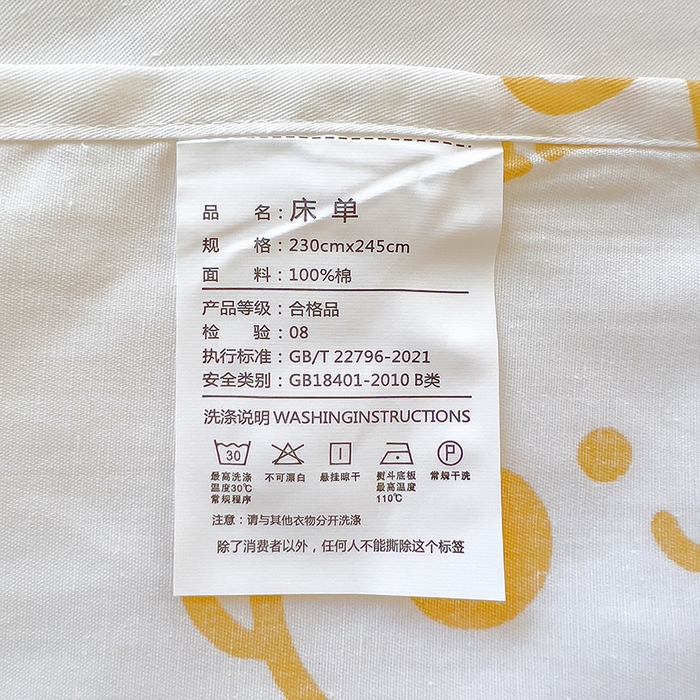 品 名：床 单
规 格：230cmx245cm
面 料：100%棉
产品等级：合格品
检 验：08
执行标准：GB/T 22796-2021
安全类别：GB18401-2010 B类
洗涤说明 WASHINGINSTRUCTIONS
30 P
最高洗涤温度30℃常规程序
不可漂白
悬挂晾干
熨斗底板最高温度110℃
常规干洗
注意：请与其他衣物分开洗涤
除了消费者以外，任何人不能撕除这个标签